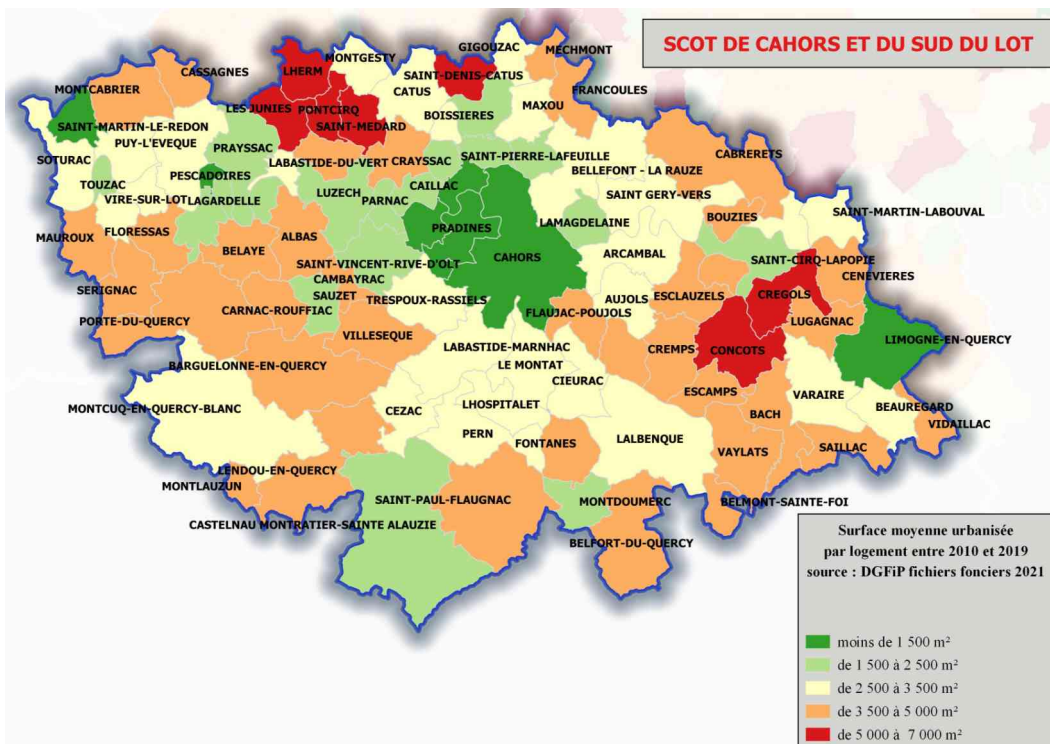 SCOT DE CAHORS ET DU SUD DU LOT
GIGOUZAC
MECHMONT
MONTGESTY
CASSAGNES
LHERM
SAINT-DENIS-CATUS
MONTCABRIER
CATUS
FRANCOULES
LES JUNIES
PONTCIRQ
MAXOU
BOISSIERES
SAINT-MARTIN-LE-REDON
SAINT-MEDARD
PUY-L'EVEQUE
PRAYSSAC
SOTURAC
LABASTIDE-DU-VERT
CRAYSSAC
SAINT-PIERRE-LAFEUILLE
CABRERETS
BELLEFONT - LA RAUZE
PESCADOIRES
TOUZAC
CAILLAC
LUZECH
SAINT GERY-VERS
VIRE-SUR-LOT
LAGARDELLE
PARNAC
SAINT-MARTIN-LABOUVAL
BOUZIES
LAMAGDELAINE
PRADINES
FLORESSAS
MAUROUX
ALBAS
BELAYE
ARCAMBAL
CAHORS
SAINT-VINCENT-RIVE-D'OLT
SAINT-CIRQ-LAPOPIE
CENEVIERES
CAMBAYRAC
SERIGNAC
SAUZET
TRESPOUX-RASSIELS
AUJOLS
ESCLAUZELS
CREGOLS
CARNAC-ROUFFIAC
FLAUJAC-POUJOLS
PORTE-DU-QUERCY
LUGAGNAC
VILLESEQUE
LIMOGNE-EN-QUERCY
LABASTIDE-MARNHAC
CREMPS
CONCOTS
LE MONTAT
BARGUELONNE-EN-QUERCY
CIEURAC
ESCAMPS
VARAIRE
LHOSPITALET
MONTCUQ-EN-QUERCY-BLANC
CEZAC
BEAUREGARD
BACH
VIDAILLAC
PERN
FONTANES
LALBENQUE
SAILLAC
VAYLATS
LENDOU-EN-QUERCY
MONTLAUZUN
SAINT-PAUL-FLAUGNAC
MONTDOUMERC
BELMONT-SAINTE-FOI
CASTELNAU MONTRATIER-SAINTE ALAUZIE
BELFORT-DU-QUERCY
Surface moyenne urbanisée
par logement entre 2010 et 2019
source : DGFiP fichiers fonciers 2021
moins de 1 500 m²
de 1 500 à 2 500 m²
de 2 500 à 3 500 m²
de 3 500 à 5 000 m²
de 5 000 à 7 000 m²